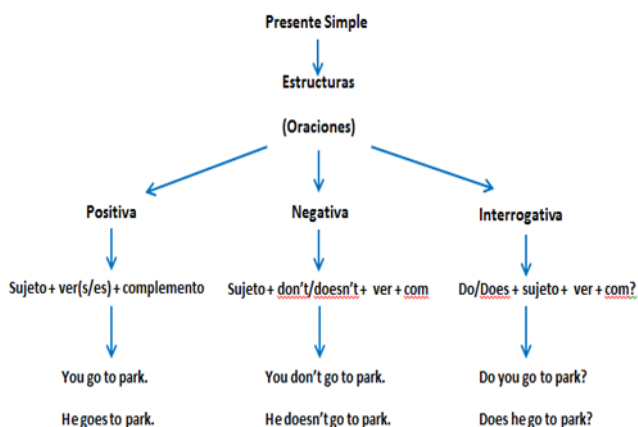 Presente Simple
Estructuras
(Oraciones)
Positiva
Negativa
Interrogativa
Sujeto + ver(s/es) + complemento
Sujeto + don't/doesn't + ver + com
Do/Does + sujeto + ver + com?
You go to park.
You don't go to park.
Do you go to park?
He goes to park.
He doesn't go to park.
Does he go to park?